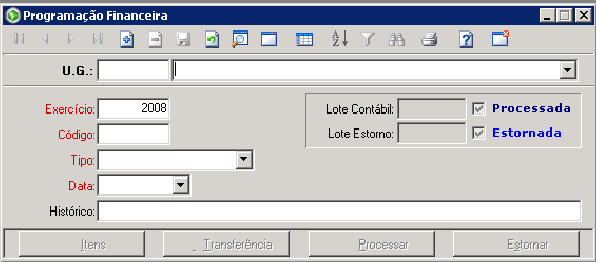 Programação Financeira
U.G.:
Exercício: 2008
Lote Contábil: Processada
Código:
Lote Estorno: Estornada
Tipo:
Data:
Histórico:
Itens Transferência Processar Estornar